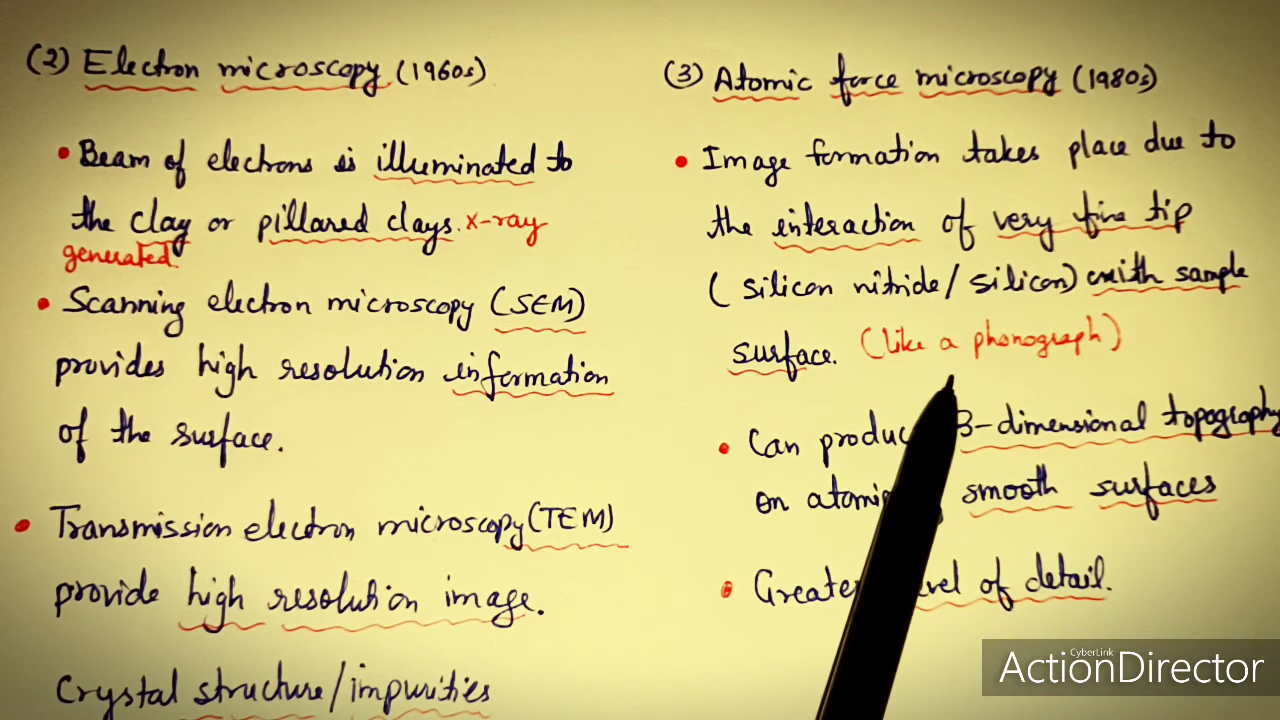 (2) Electron microscopy (1960s)
• Beam of electrons is illuminated to
the clay or pillared clays. x-ray
generated.
• Scanning electron microscopy (SEM)
provides high resolution information
of the surface.
• Transmission electron microscopy (TEM)
provide high resolution image.
Crystal structure/impurities
(3) Atomic force microscopy (1980s)
• Image formation takes place due to
the interaction of very fine tip
(silicon nitride/silicon) with sample
surface. (like a phonograph)
• Can produc 3-dimensional topography
on atomi smooth surfaces
• Greater vel of detail.
CyberLink
ActionDirector